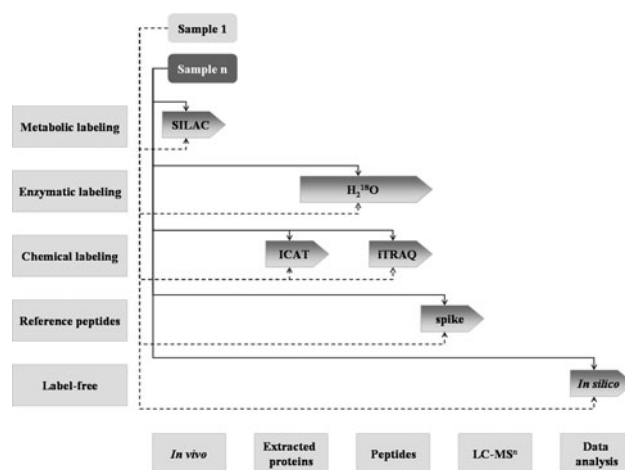 Sample 1
Sample n
Metabolic labeling
SILAC
Enzymatic labeling
H₂¹⁸O
Chemical labeling
ICAT
iTRAQ
Reference peptides
spike
Label-free
In silico
In vivo
Extracted
proteins
Peptides
LC-MSⁿ
Data
analysis